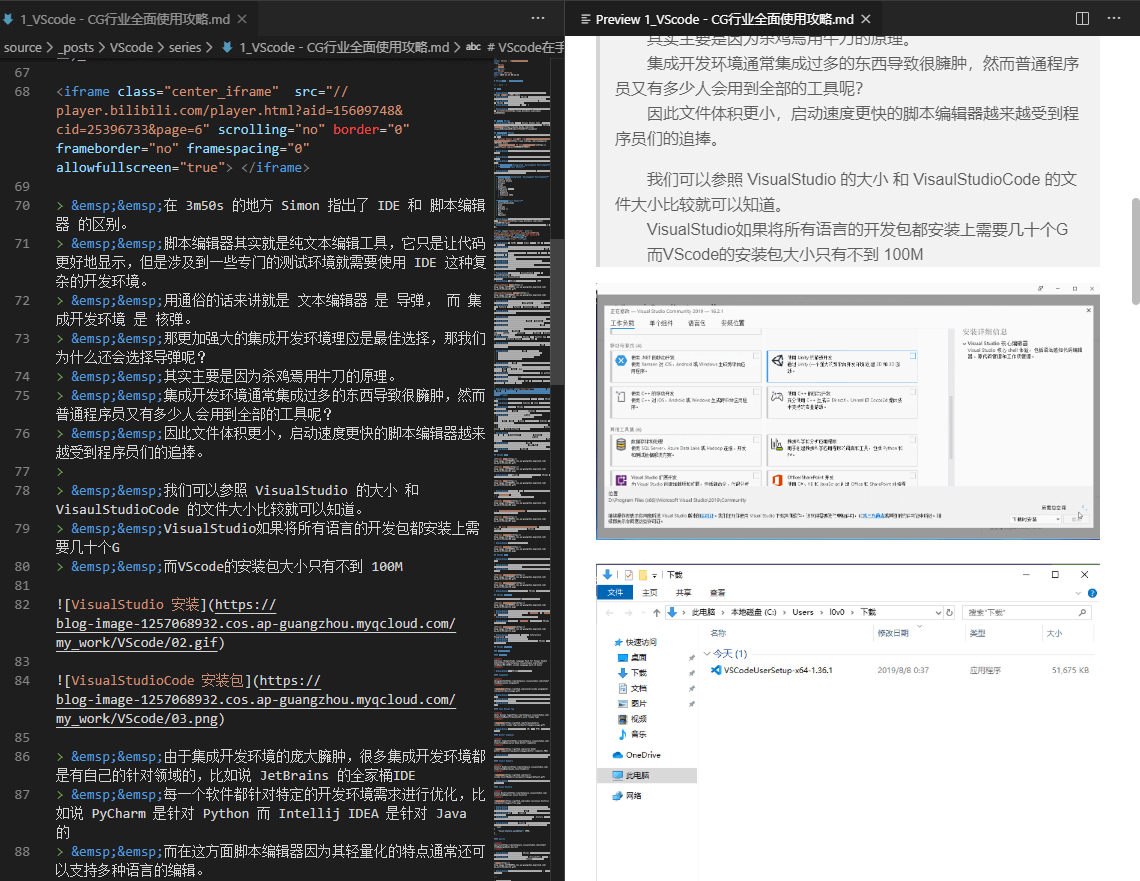 1_VScode - CG行业全面使用攻略.md
source > _posts > VScode > series > 1_VScode - CG行业全面使用攻略.md > abc # VScode在手
67
68 <iframe class="center_iframe"  src="//
player.bilibili.com/player.html?aid=15609748&
cid=25396733&page=6" scrolling="no" border="0"
frameborder="no" framespacing="0"
allowfullscreen="true"> </iframe>
69
70 > &emsp;&emsp;在 3m50s 的地方 Simon 指出了 IDE 和 脚本编辑
器 的区别。
71 > &emsp;&emsp;脚本编辑器其实就是纯文本编辑工具，它只是让代码
更好地显示，但是涉及到一些专门的测试环境就需要使用 IDE 这种复
杂的开发环境。
72 > &emsp;&emsp;用通俗的话来讲就是 文本编辑器 是 导弹， 而 集
成开发环境 是 核弹。
73 > &emsp;&emsp;那更加强大的集成开发环境理应是最佳选择，那我们
为什么还会选择导弹呢？
74 > &emsp;&emsp;其实主要是因为杀鸡焉用牛刀的原理。
75 > &emsp;&emsp;集成开发环境通常集成过多的东西导致很臃肿，然而
普通程序员又有多少人会用到全部的工具呢？
76 > &emsp;&emsp;因此文件体积更小，启动速度更快的脚本编辑器越来
越受到程序员们的追捧。
77 >
78 > &emsp;&emsp;我们可以参照 VisualStudio 的大小 和
VisaulStudioCode 的文件大小比较就可以知道。
79 > &emsp;&emsp;VisualStudio如果将所有语言的开发包都安装上需
要几十个G
80 > &emsp;&emsp;而VScode的安装包大小只有不到 100M
81
82 ![VisualStudio 安装](https://
blog-image-1257068932.cos.ap-guangzhou.myqcloud.com/
my_work/VScode/02.gif)
83
84 ![VisualStudioCode 安装包](https://
blog-image-1257068932.cos.ap-guangzhou.myqcloud.com/
my_work/VScode/03.png)
85
86 > &emsp;&emsp;由于集成开发环境的庞大臃肿，很多集成开发环境都
是有自己的针对领域的，比如说 JetBrains 的全家桶IDE
87 > &emsp;&emsp;每一个软件都针对特定的开发环境需求进行优化，比
如说 PyCharm 是针对 Python 而 Intellij IDEA 是针对 Java
的
88 > &emsp;&emsp;而在这方面脚本编辑器因为其轻量化的特点通常还可
以支持多种语言的编辑。
Preview 1_VScode - CG行业全面使用攻略.md
其实主要是因为杀鸡焉用牛刀的原理。
集成开发环境通常集成过多的东西导致很臃肿，然而普通程序
员又有多少人会用到全部的工具呢？
因此文件体积更小，启动速度更快的脚本编辑器越来越受到程
序员们的追捧。
我们可以参照 VisualStudio 的大小 和 VisaulStudioCode 的文
件大小比较就可以知道。
VisualStudio如果将所有语言的开发包都安装上需要几十个G
而VScode的安装包大小只有不到 100M
正在修改 — Visual Studio Community 2019 — 16.2.1
工作负载 单个组件 语言包 安装位置
安装详细信息
Visual Studio 核心编辑器
位置
下载
文件 主页 共享 查看
此电脑 > 本地磁盘 (C:) > Users > l0v0 > 下载
搜索"下载"
名称 修改日期 类型 大小
快速访问
今天 (1)
桌面
VSCodeUserSetup-x64-1.36.1 2019/8/8 0:37 应用程序 51,675 KB
下载
文档
图片
视频
音乐
OneDrive
此电脑
网络